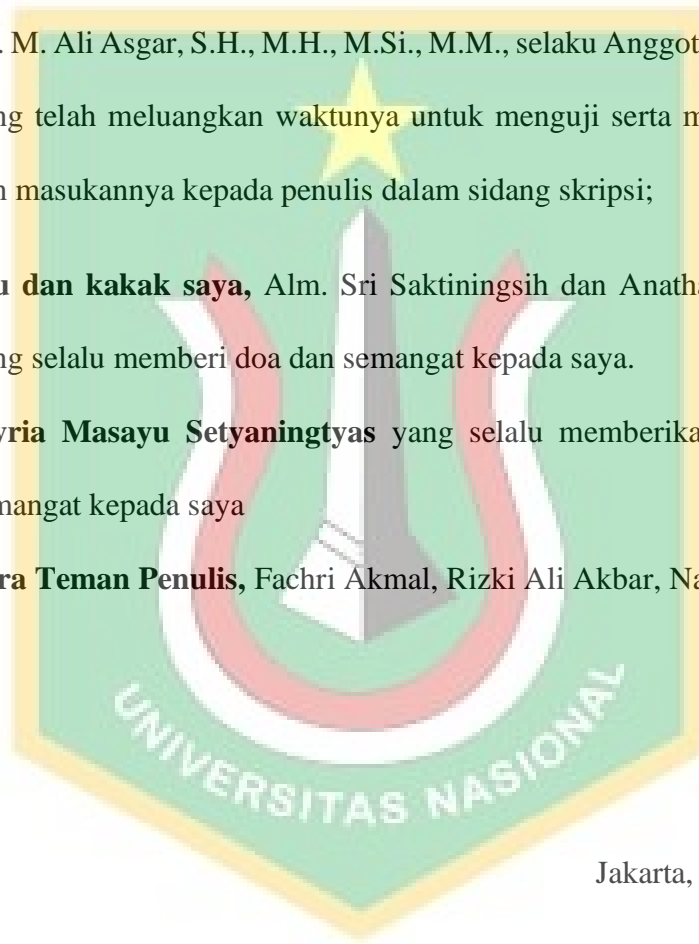 . M. Ali Asgar, S.H., M.H., M.Si., M.M., selaku Anggot
ng telah meluangkan waktunya untuk menguji serta m
n masukannya kepada penulis dalam sidang skripsi;
u dan kakak saya, Alm. Sri Saktiningsih dan Anatha
ng selalu memberi doa dan semangat kepada saya.
yria Masayu Setyaningtyas yang selalu memberika
mangat kepada saya
ra Teman Penulis, Fachri Akmal, Rizki Ali Akbar, Na
UNIVERSITAS NASIONAL
Jakarta,